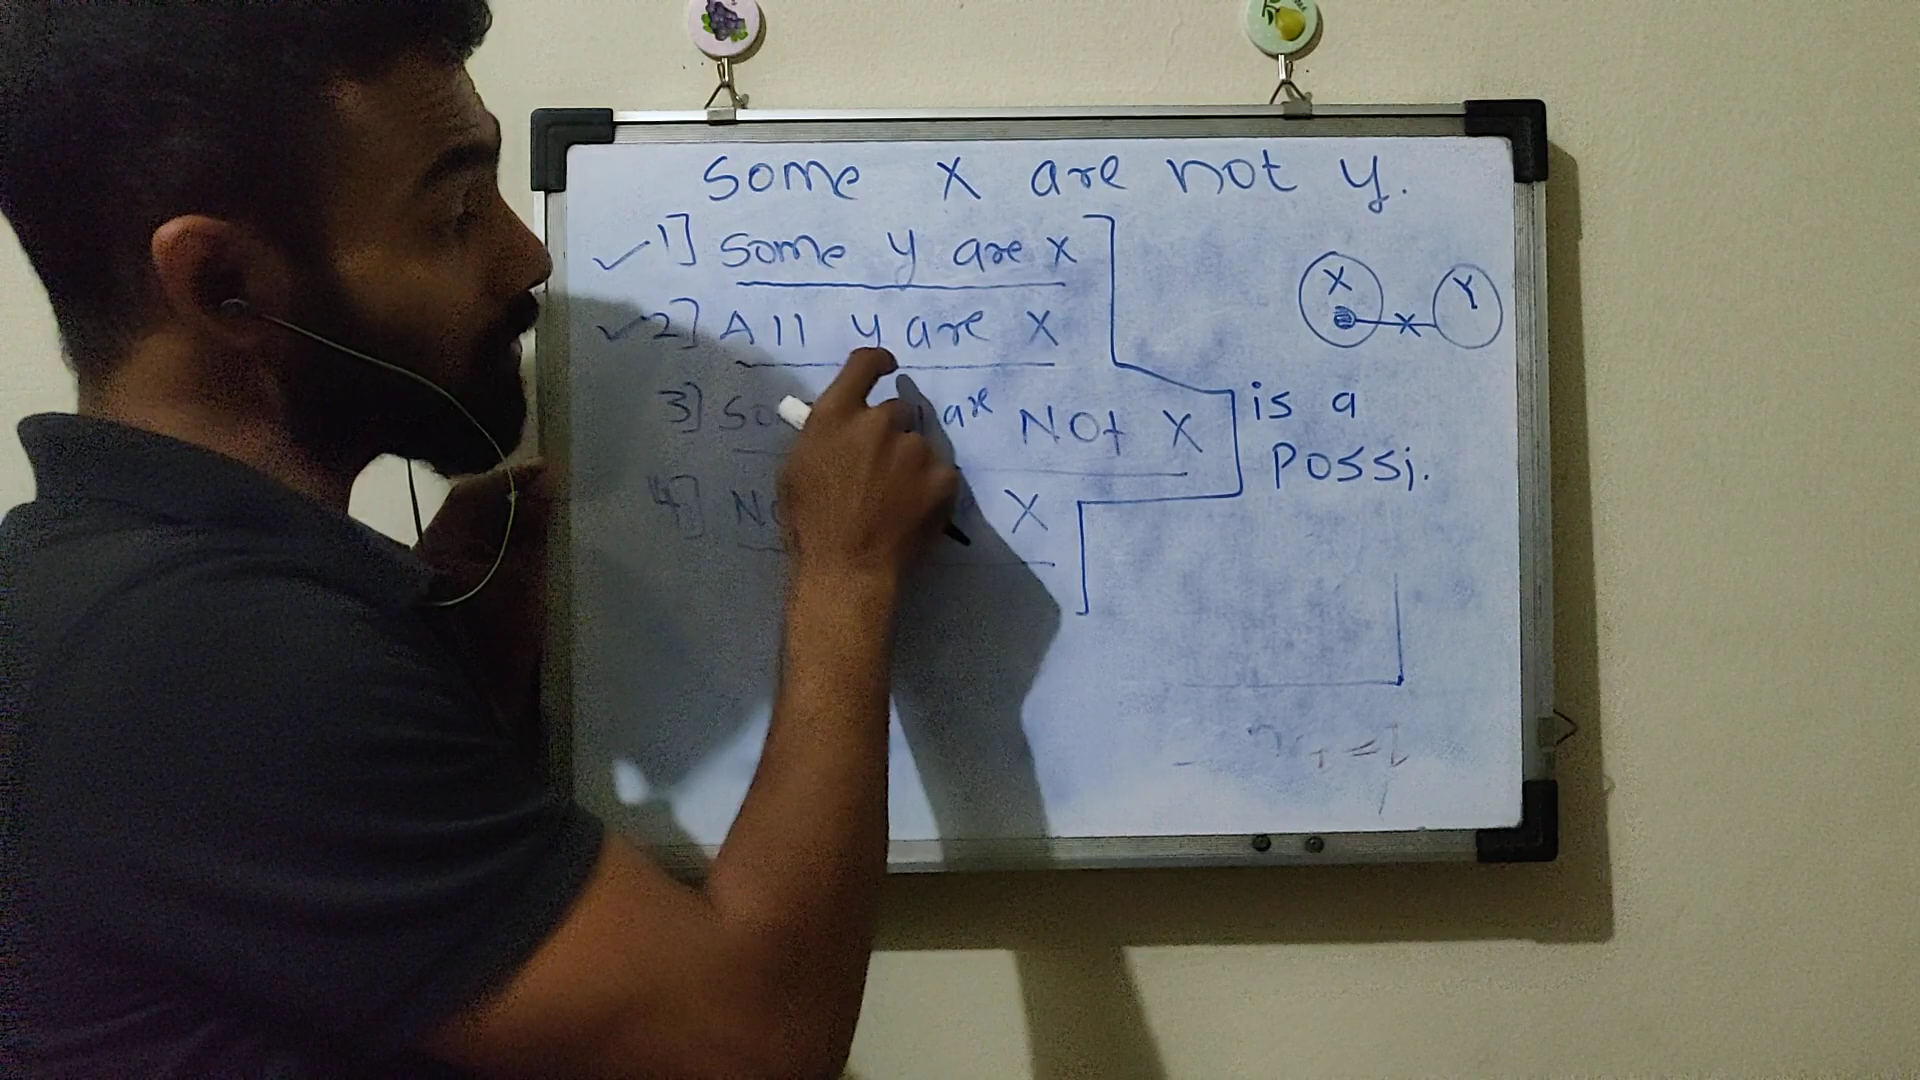 Some X are not y.
1] Some y are X
2] All y are X
3] are Not X
4] X
is a
Possi.
X
Y
x